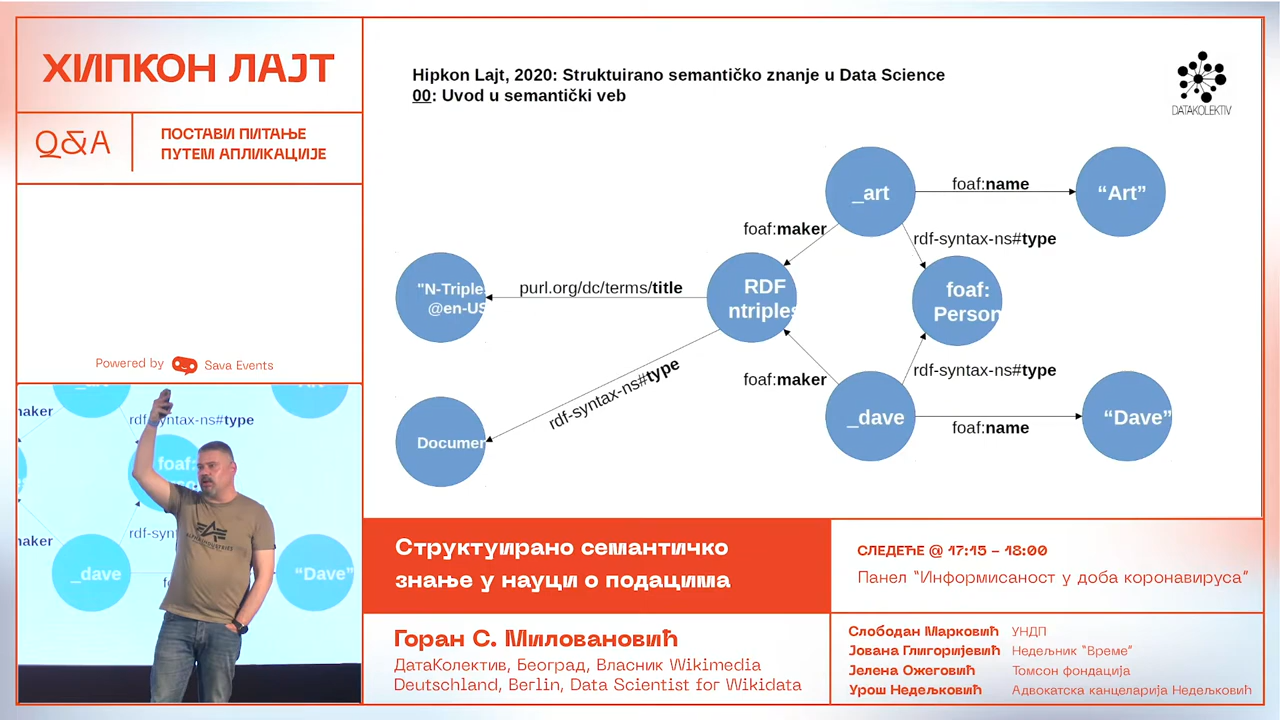 ХИПКОН ЛАЈТ
Q&A
ПОСТАВИ ПИТАЊЕ
ПУТЕМ АПЛИКАЦИЈЕ
Powered by Sava Events
Hipkon Lajt, 2020: Struktuirano semantičko znanje u Data Science
00: Uvod u semantički veb
DATAKOLEKTIV
_art
foaf:name
“Art”
foaf:maker
rdf-syntax-ns#type
"N-Triples
@en-US
purl.org/dc/terms/title
RDF
ntriples
foaf:
Person
rdf-syntax-ns#type
foaf:maker
rdf-syntax-ns#type
Documen
_dave
foaf:name
“Dave”
_art
Art
maker
rdf-syntax-ns#type
foaf:
maker
rdf-synt
_dave
“Dave”
ALPHA INDUSTRIES
Структуирано семантичко
знање у науци о подацима
Горан С. Миловановић
ДатаКолектив, Београд, Власник Wikimedia
Deutschland, Berlin, Data Scientist for Wikidata
СЛЕДЕЋЕ @ 17:15 – 18:00
Панел “Информисаност у доба коронавируса”
Слободан Марковић УНДП
Јована Глигоријевић Недељник “Време”
Јелена Ожеговић Томсон фондација
Урош Недељковић Адвокатска канцеларија Недељковић